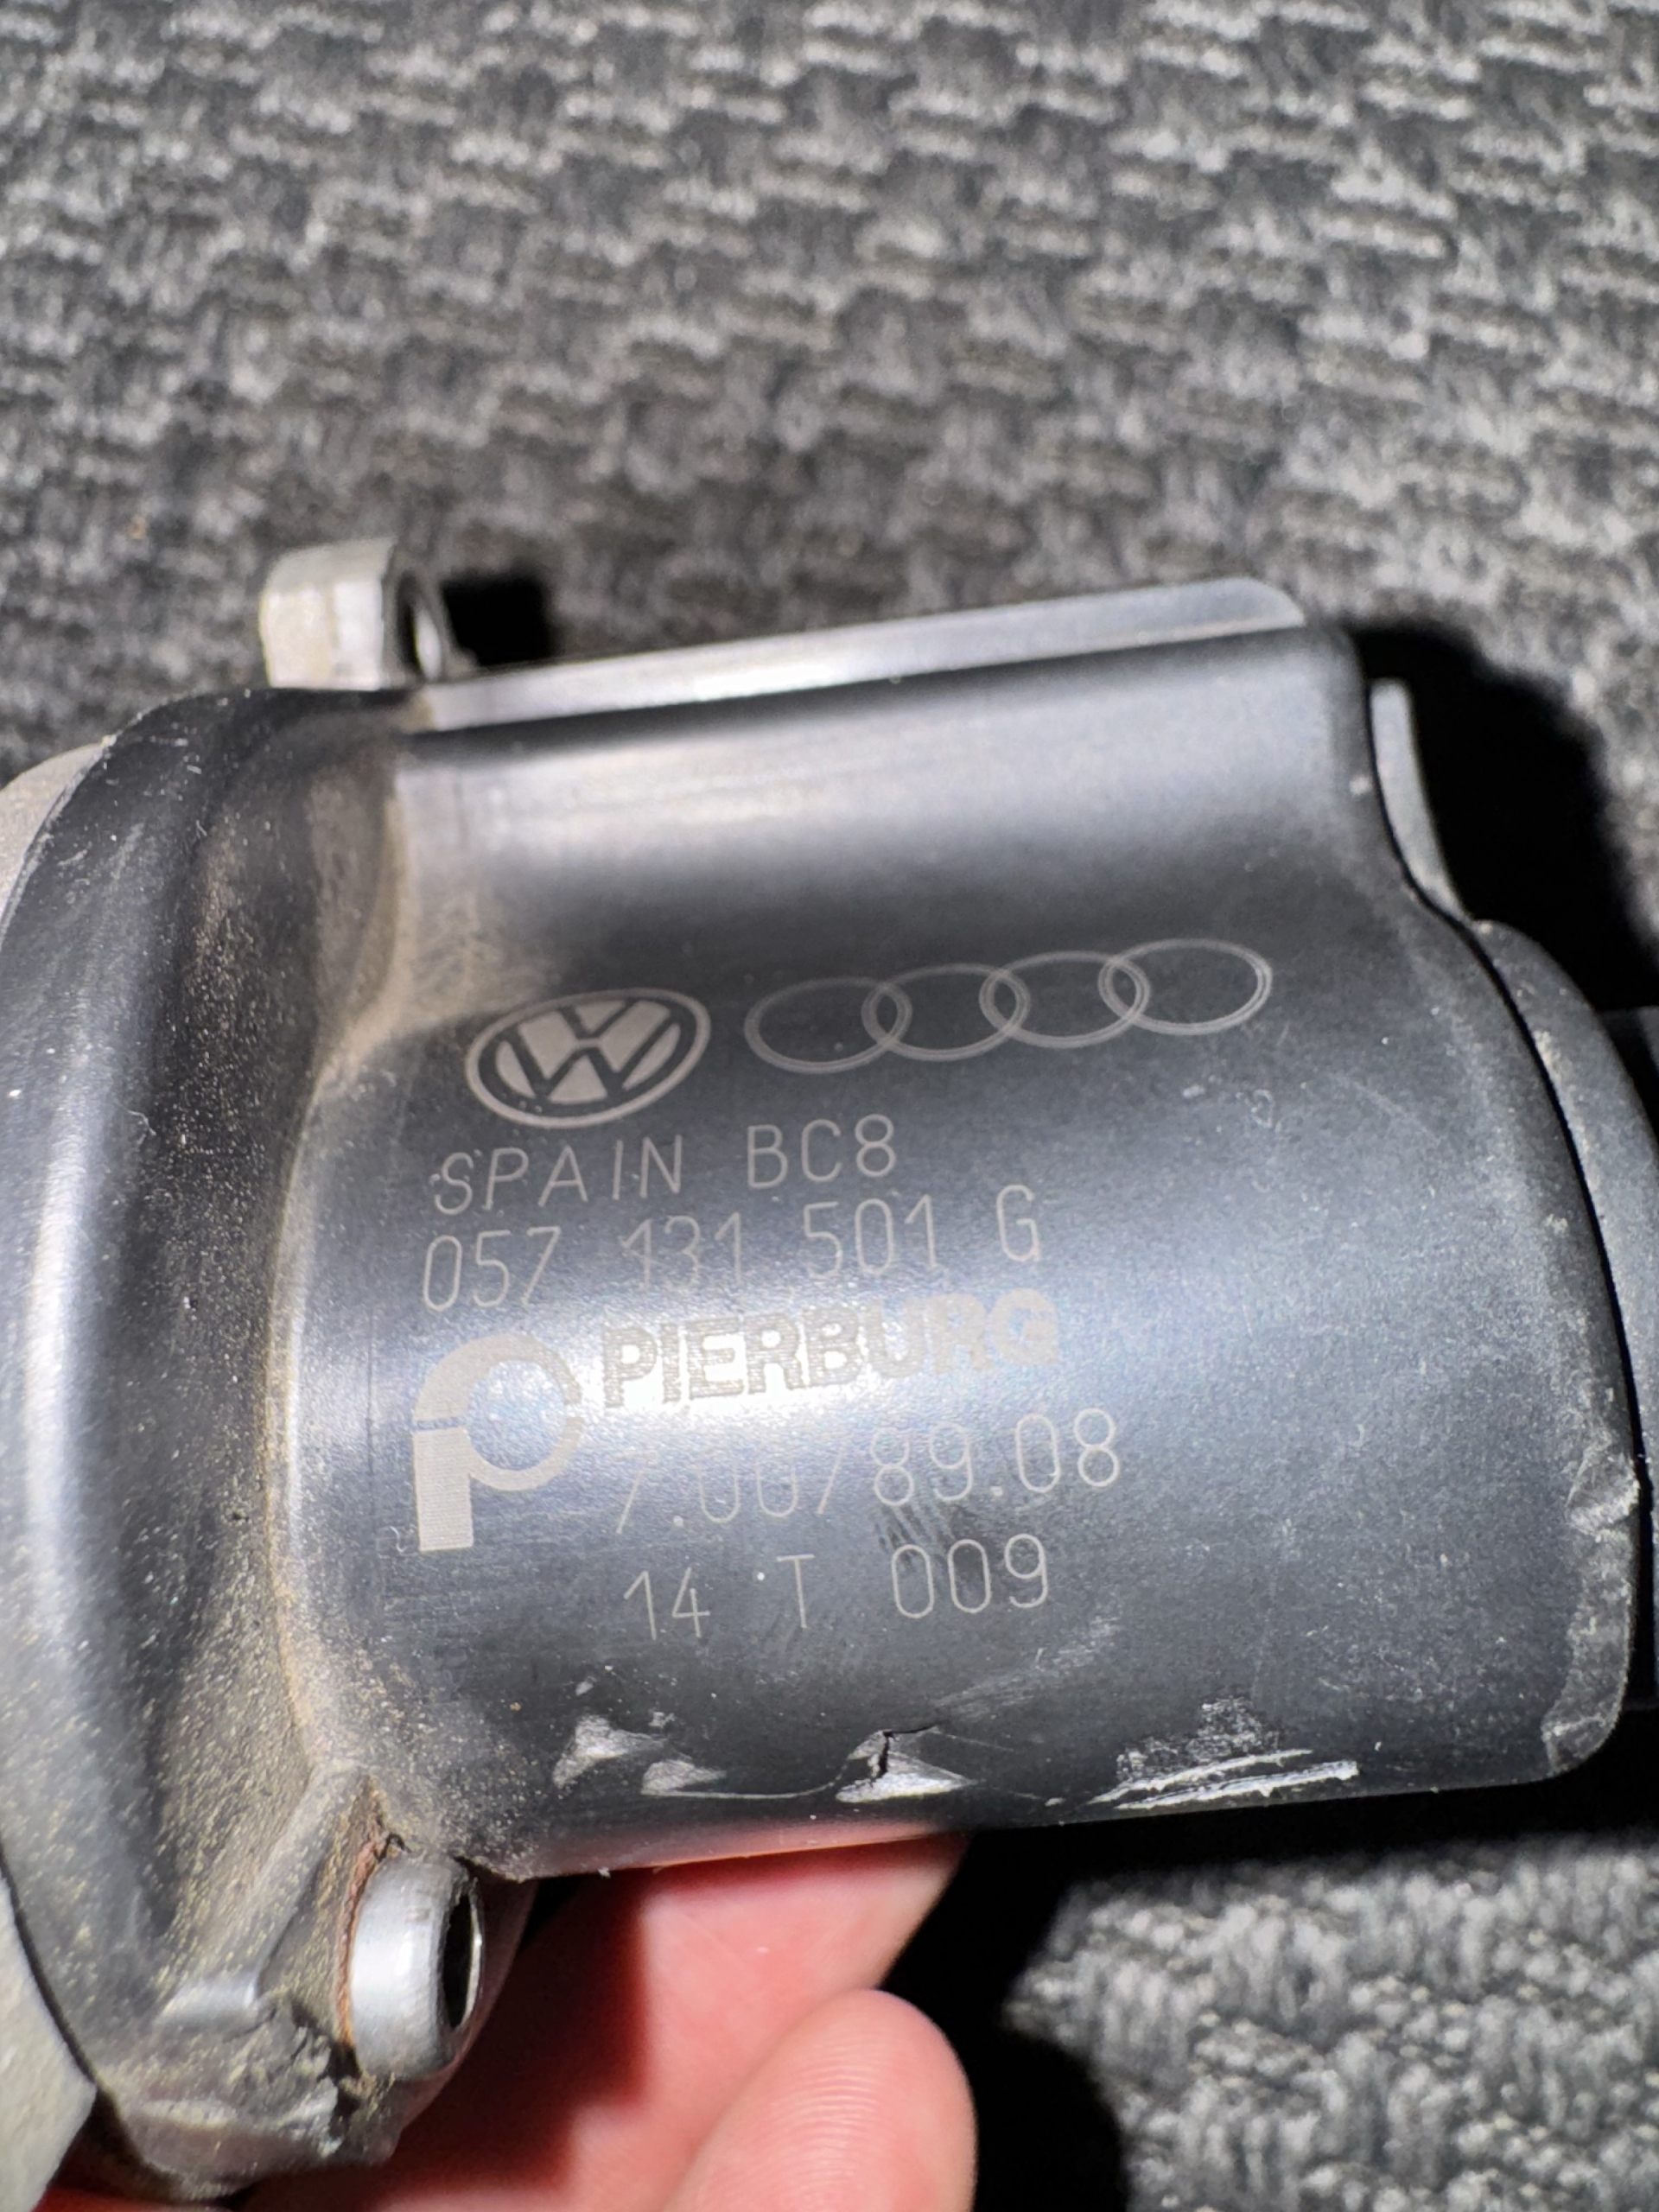 SPAIN BC8
057 131 501 G
PIERBURG
7.00789.08
14 T 009